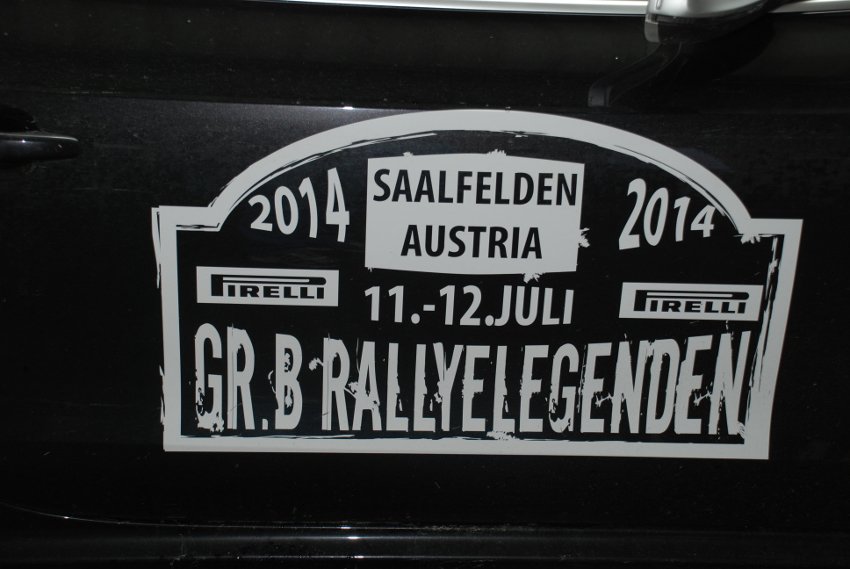 2014 SAALFELDEN 2014
AUSTRIA
PIRELLI 11.-12.JULI PIRELLI
GR.B RALLYELEGENDEN